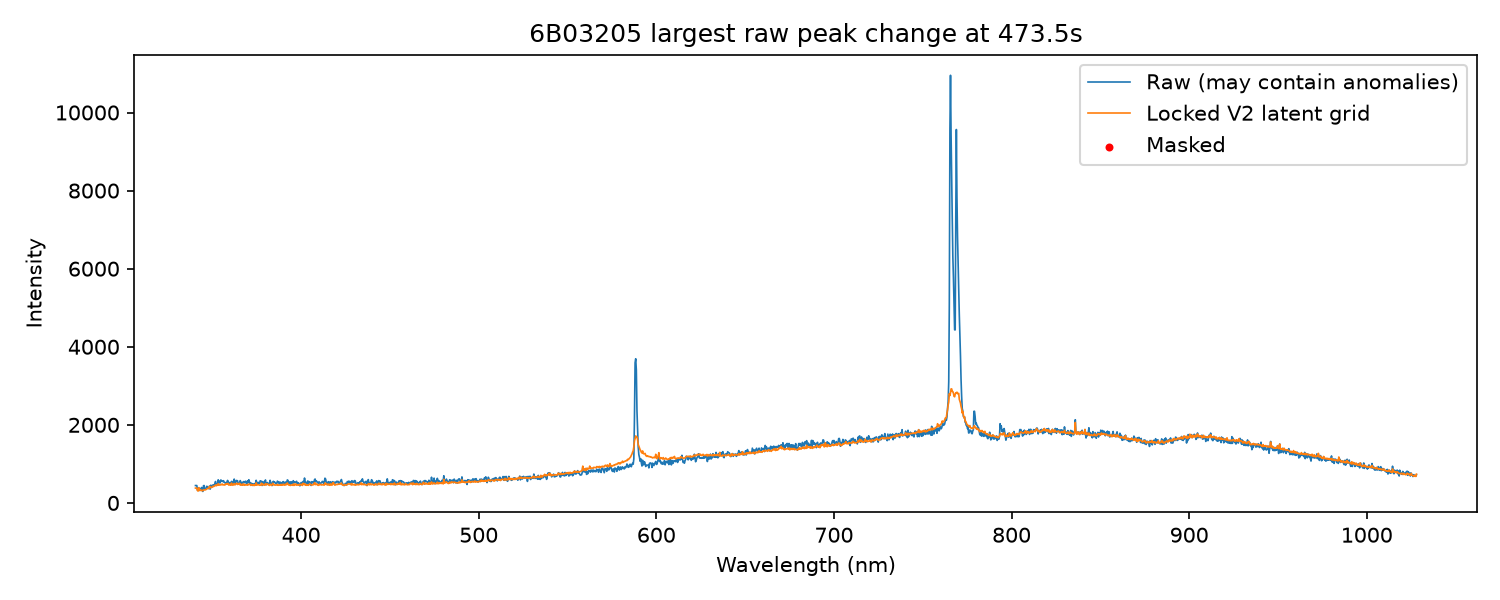 6B03205 largest raw peak change at 473.5s
Raw (may contain anomalies)
Locked V2 latent grid
Masked
Intensity
10000
8000
6000
4000
2000
0
400 500 600 700 800 900 1000
Wavelength (nm)